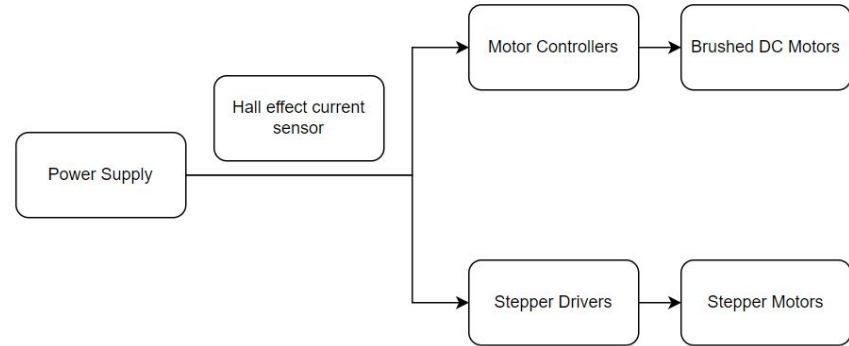 Motor Controllers
Brushed DC Motors
Hall effect current
sensor
Power Supply
Stepper Drivers
Stepper Motors